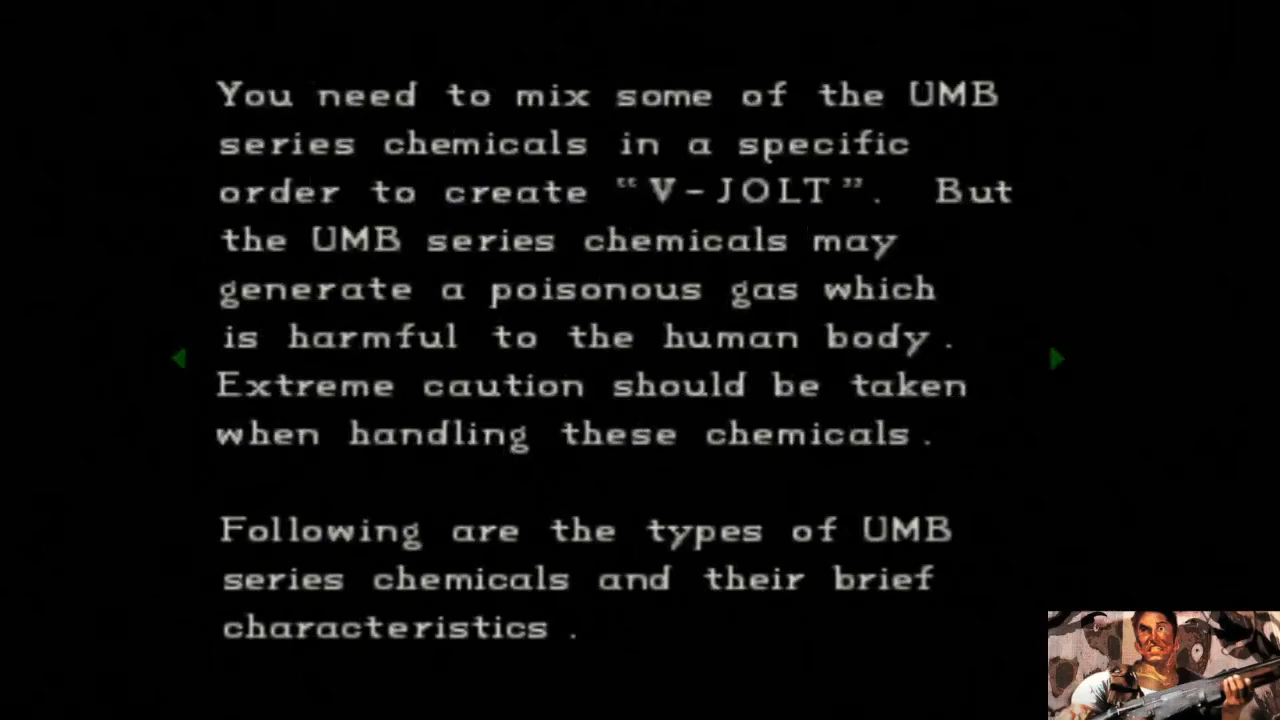 You need to mix some of the UMB
series chemicals in a specific
order to create “V-JOLT”. But
the UMB series chemicals may
generate a poisonous gas which
is harmful to the human body.
Extreme caution should be taken
when handling these chemicals.
Following are the types of UMB
series chemicals and their brief
characteristics.